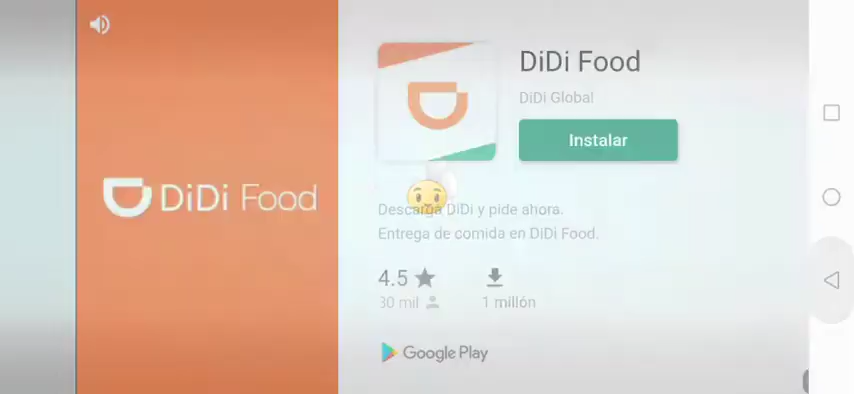 DiDi Food
DiDi Food
DiDi Global
Instalar
Descarga DiDi y pide ahora.
Entrega de comida en DiDi Food.
4.5
30 mil
1 millón
Google Play